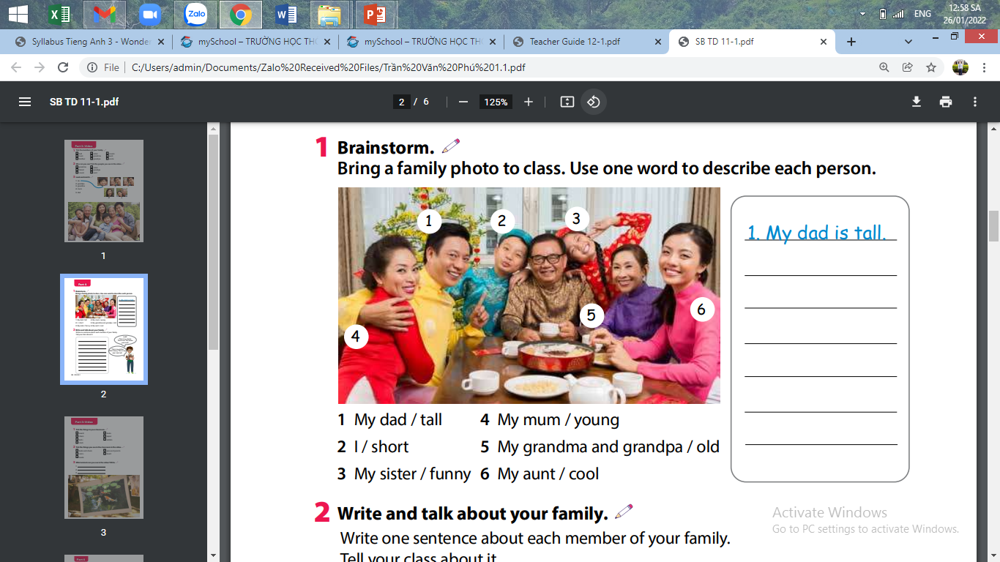 12:58 SA
ENG
26/01/2022
Zalo
Syllabus Tieng Anh 3 - Wonder
mySchool – TRƯỜNG HỌC THÔ
mySchool – TRƯỜNG HỌC THÔ
Teacher Guide 12-1.pdf
SB TD 11-1.pdf
File
C:/Users/admin/Documents/Zalo%20Received%20Files/Trần%20Văn%20Phú%201.1.pdf
SB TD 11-1.pdf
2 / 6
125%
1
2
3
1 Brainstorm.
Bring a family photo to class. Use one word to describe each person.
1
2
3
4
5
6
1. My dad is tall.
1 My dad / tall
4 My mum / young
2 I / short
5 My grandma and grandpa / old
3 My sister / funny
6 My aunt / cool
2 Write and talk about your family.
Write one sentence about each member of your family.
Tell your class about it.
Activate Windows
Go to PC settings to activate Windows.